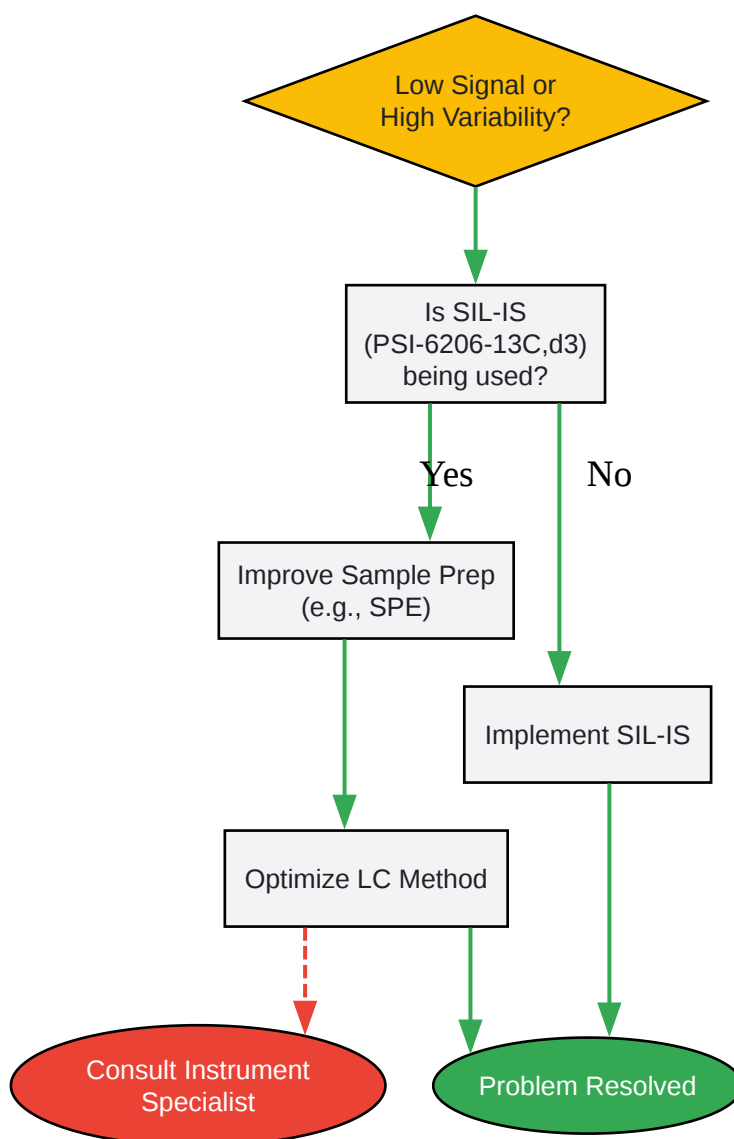 Low Signal or
High Variability?
Is SIL-IS
(PSI-6206-13C,d3)
being used?
Yes
No
Improve Sample Prep
(e.g., SPE)
Implement SIL-IS
Optimize LC Method
Consult Instrument
Specialist
Problem Resolved